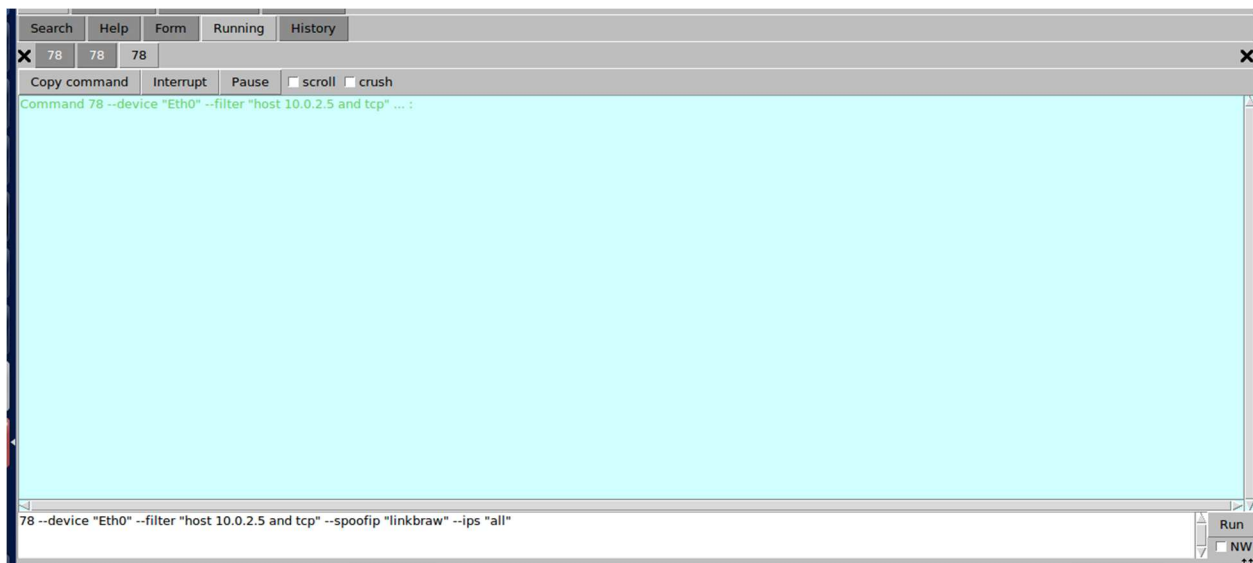 Search Help Form Running History
78 78 78
Copy command Interrupt Pause scroll crush
Command 78 --device "Eth0" --filter "host 10.0.2.5 and tcp" ... :
78 --device "Eth0" --filter "host 10.0.2.5 and tcp" --spoofip "linkbraw" --ips "all"
Run
NW